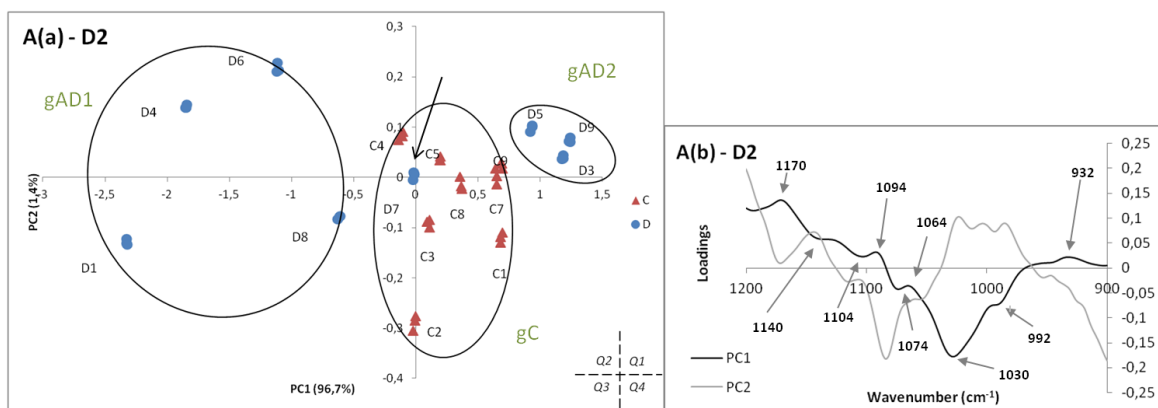 A(a) - D2
gAD1
gAD2
gC
D6
D4
D8
D1
C4
C5
C9
D7
C8
C7
C3
C1
C2
D5
D9
D3
0,3
0,2
0,1
0
-0,1
-0,2
-0,3
-0,4
-3
-2,5
-2
-1,5
-1
-0,5
0
0,5
1
1,5
2
PC2 (1,4%)
PC1 (96,7%)
C
D
Q2 Q1
Q3 Q4
A(b) - D2
1170
1094
1064
932
1140
1104
1074
1030
992
0,25
0,2
0,15
0,1
0,05
0
-0,05
-0,1
-0,15
-0,2
-0,25
1200
1100
1000
900
Loadings
PC1
PC2
Wavenumber (cm⁻¹)